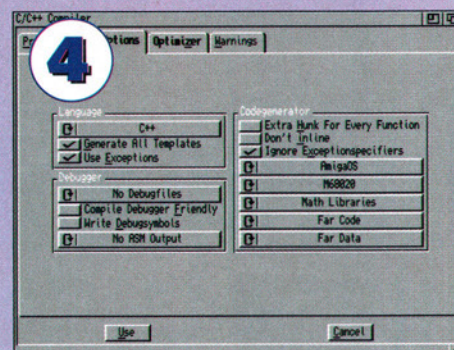 C/C++ Compiler
4
Optimizer
Warnings
Language
C++
Generate All Templates
Use Exceptions
Debugger
No Debugfiles
Compile Debugger Friendly
Write Debugsymbols
No ASM Output
Codegenerator
Extra Hunk For Every Function
Don't Inline
Ignore Exceptionspecifiers
AmigaOS
M68020
Math Libraries
Far Code
Far Data
Use
Cancel